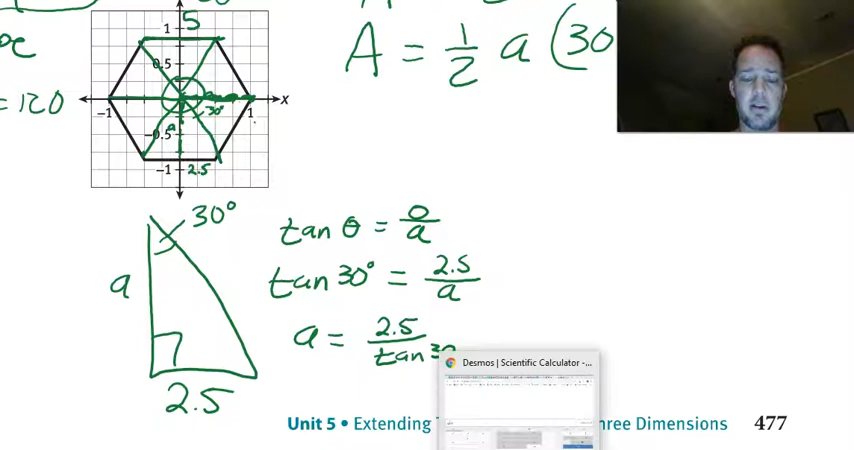 1
5
A = 1/2 a (30
0.5
= 120
-1
1
x
30°
a
-0.5
-1
2.5
30°
tan θ = o/a
a
tan 30° = 2.5/a
a = 2.5/tan 30
2.5
Desmos | Scientific Calculator -...
Unit 5 • Extending T hree Dimensions 477